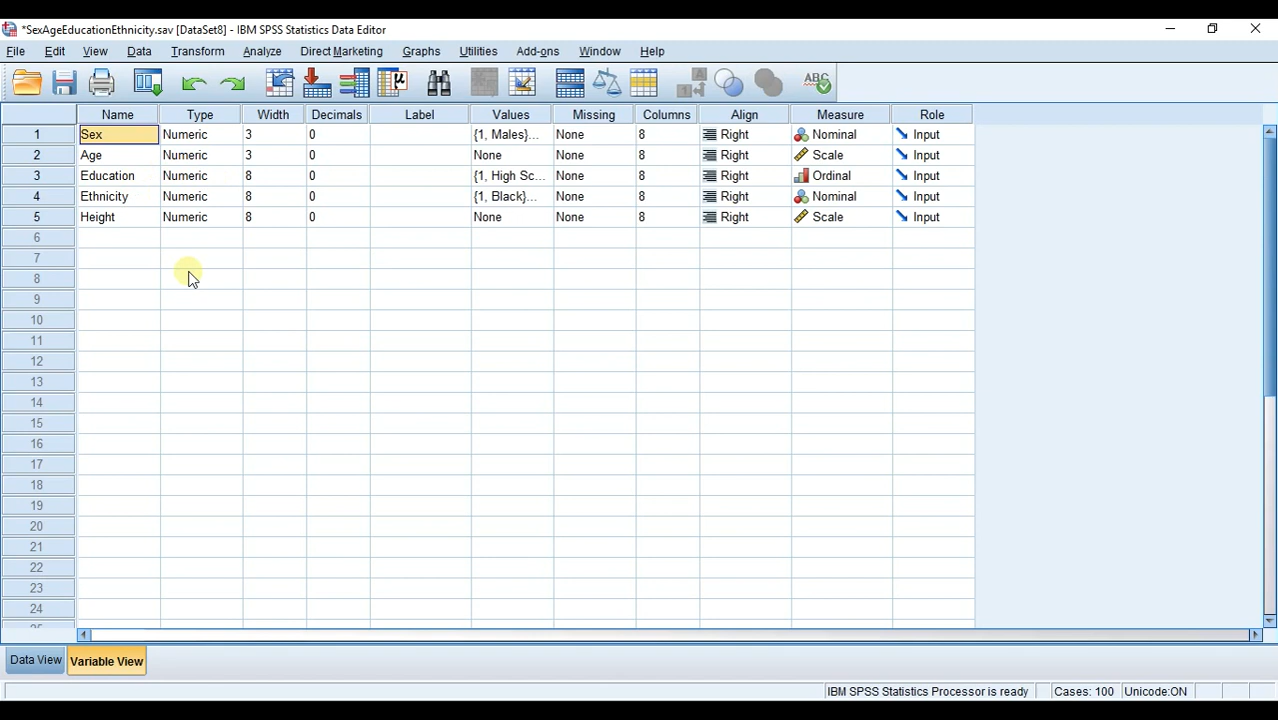 *SexAgeEducationEthnicity.sav [DataSet8] - IBM SPSS Statistics Data Editor
File Edit View Data Transform Analyze Direct Marketing Graphs Utilities Add-ons Window Help
Name Type Width Decimals Label Values Missing Columns Align Measure Role
1 Sex Numeric 3 0 {1, Males}... None 8 Right Nominal Input
2 Age Numeric 3 0 None None 8 Right Scale Input
3 Education Numeric 8 0 {1, High Sc... None 8 Right Ordinal Input
4 Ethnicity Numeric 8 0 {1, Black}... None 8 Right Nominal Input
5 Height Numeric 8 0 None None 8 Right Scale Input
6
7
8
9
10
11
12
13
14
15
16
17
18
19
20
21
22
23
24
Data View Variable View
IBM SPSS Statistics Processor is ready Cases: 100 Unicode:ON